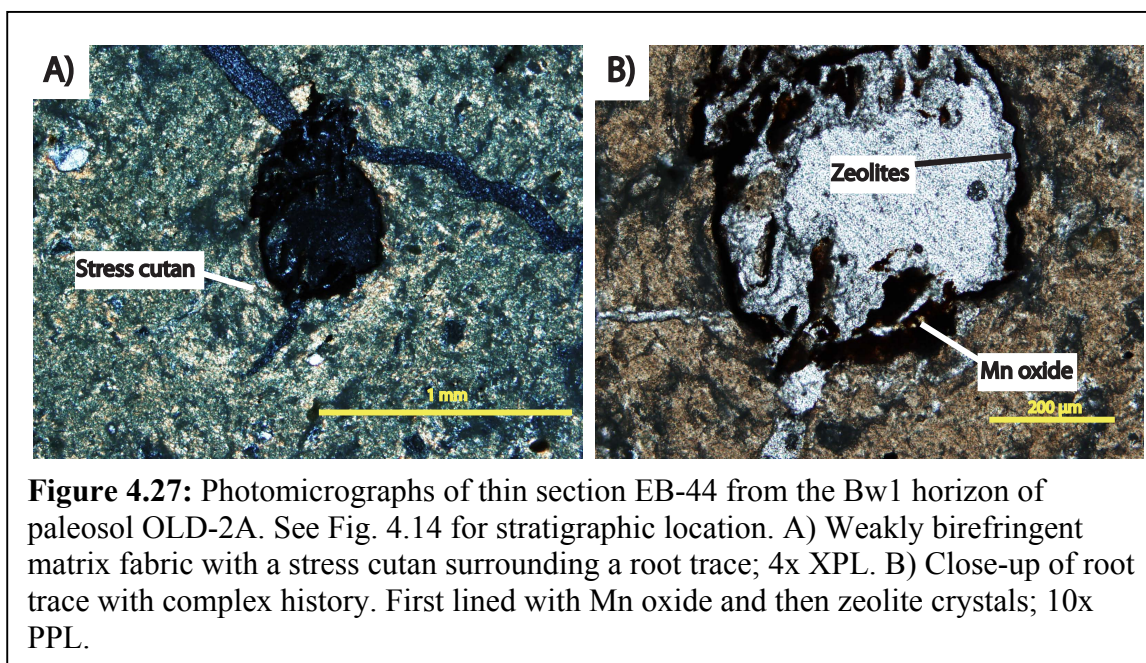 A)
Stress cutan
1 mm
B)
Zeolites
Mn oxide
200 µm
Figure 4.27: Photomicrographs of thin section EB-44 from the Bw1 horizon of
paleosol OLD-2A. See Fig. 4.14 for stratigraphic location. A) Weakly birefringent
matrix fabric with a stress cutan surrounding a root trace; 4x XPL. B) Close-up of root
trace with complex history. First lined with Mn oxide and then zeolite crystals; 10x
PPL.